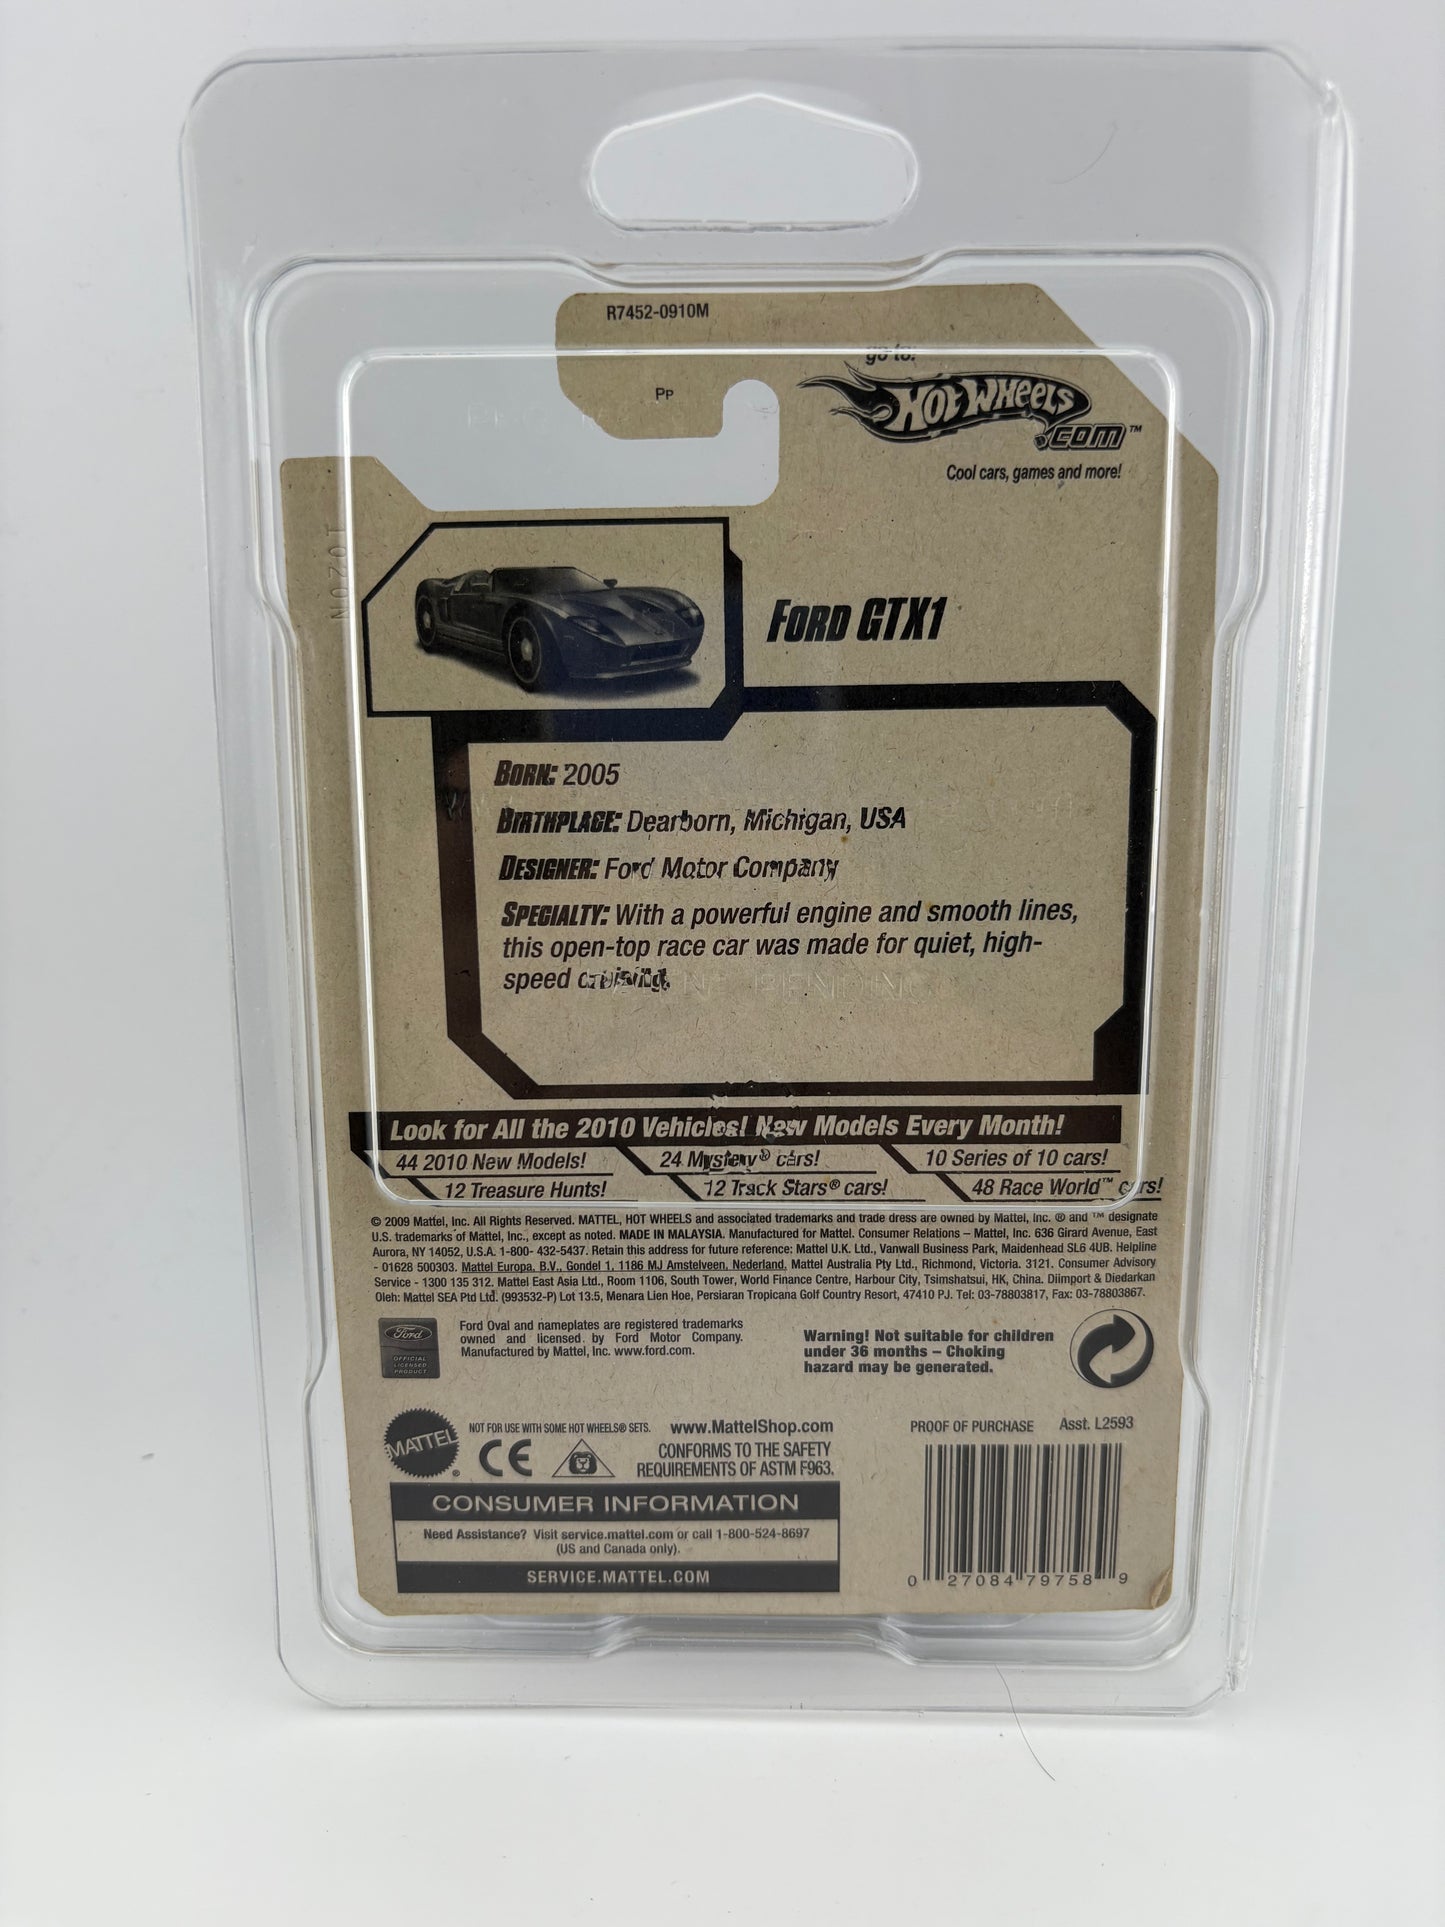 R7452-0910M
Pp
go to:
HOT WHEELS
.COM™
Cool cars, games and more!
10Z0N
FORD GTX1
BORN: 2005
BIRTHPLACE: Dearborn, Michigan, USA
DESIGNER: Ford Motor Company
SPECIALTY: With a powerful engine and smooth lines,
this open-top race car was made for quiet, high-
speed cruising.
PENDING
Look for All the 2010 Vehicles! New Models Every Month!
44 2010 New Models! 24 Mystery® cars! 10 Series of 10 cars!
12 Treasure Hunts! 12 Track Stars® cars! 48 Race World™ cars!
© 2009 Mattel, Inc. All Rights Reserved. MATTEL, HOT WHEELS and associated trademarks and trade dress are owned by Mattel, Inc. ® and ™ designate
U.S. trademarks of Mattel, Inc., except as noted. MADE IN MALAYSIA. Manufactured for Mattel. Consumer Relations – Mattel, Inc. 636 Girard Avenue, East
Aurora, NY 14052, U.S.A. 1-800- 432-5437. Retain this address for future reference: Mattel U.K. Ltd., Vanwall Business Park, Maidenhead SL6 4UB. Helpline
- 01628 500303. Mattel Europa, B.V., Gondel 1, 1186 MJ Amstelveen, Nederland. Mattel Australia Pty Ltd., Richmond, Victoria. 3121. Consumer Advisory
Service - 1300 135 312. Mattel East Asia Ltd., Room 1106, South Tower, World Finance Centre, Harbour City, Tsimshatsui, HK, China. Diimport & Diedarkan
Oleh: Mattel SEA Ptd Ltd. (993532-P) Lot 13.5, Menara Lien Hoe, Persiaran Tropicana Golf Country Resort, 47410 PJ. Tel: 03-78803817, Fax: 03-78803867.
Ford
OFFICIAL
LICENSED
PRODUCT
Ford Oval and nameplates are registered trademarks
owned and licensed by Ford Motor Company.
Manufactured by Mattel, Inc. www.ford.com.
Warning! Not suitable for children
under 36 months – Choking
hazard may be generated.
MATTEL®
NOT FOR USE WITH SOME HOT WHEELS® SETS.
CE
www.MattelShop.com
CONFORMS TO THE SAFETY
REQUIREMENTS OF ASTM F963.
PROOF OF PURCHASE Asst. L2593
CONSUMER INFORMATION
Need Assistance? Visit service.mattel.com or call 1-800-524-8697
(US and Canada only).
SERVICE.MATTEL.COM
0 27084 79758 9